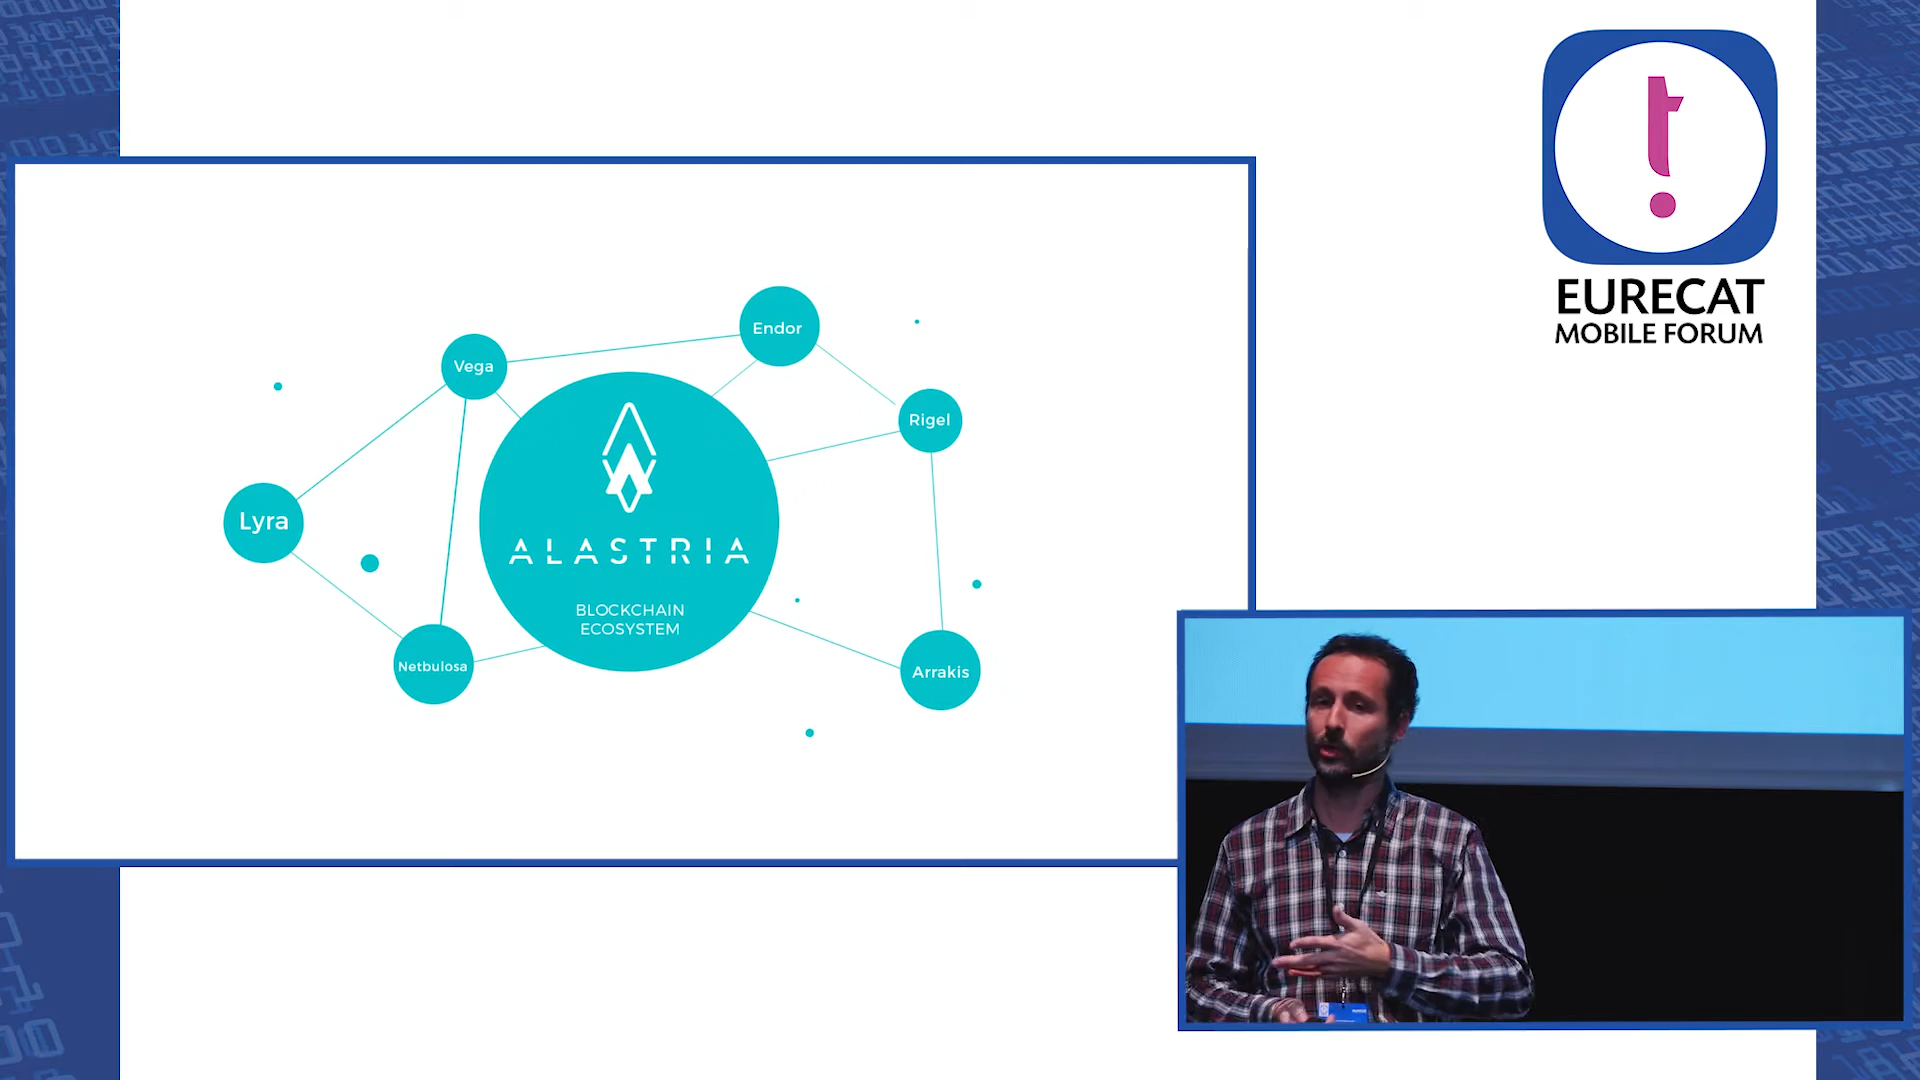 EURECAT
MOBILE FORUM
Endor
Vega
Rigel
Lyra
ALASTRIA
BLOCKCHAIN
ECOSYSTEM
Netbulosa
Arrakis